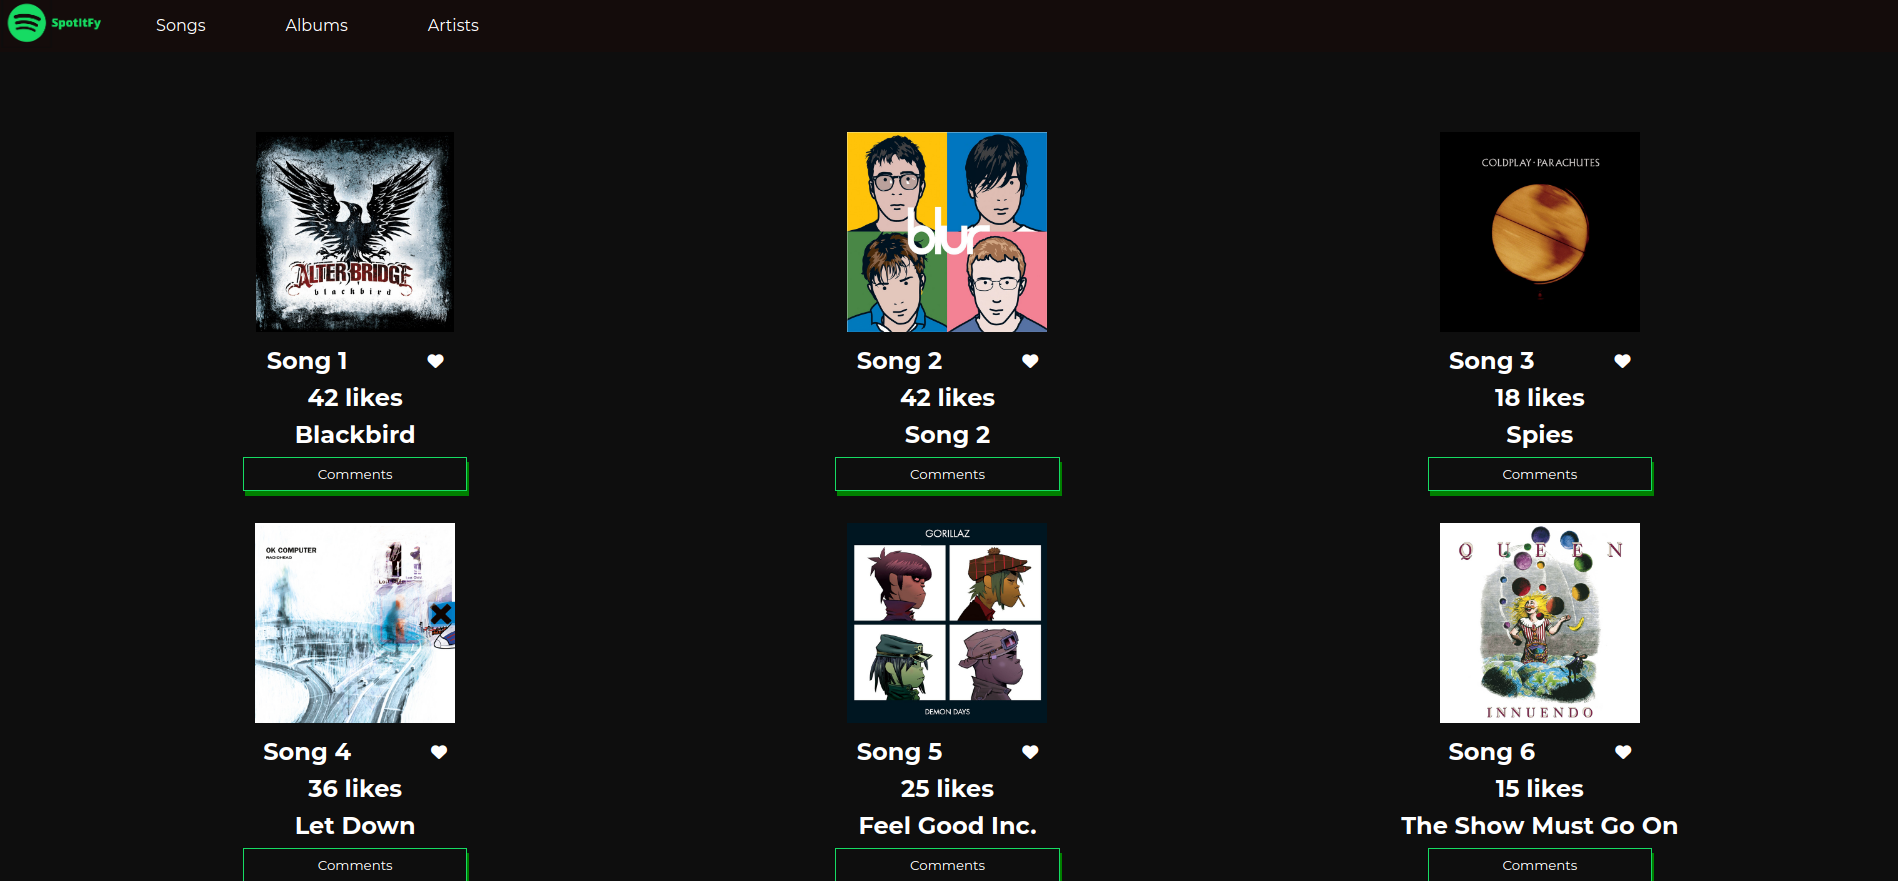 SpotItFy Songs Albums Artists
ALTER BRIDGE
blackbird
blur
COLDPLAY · PARACHUTES
Song 1
Song 2
Song 3
42 likes
42 likes
18 likes
Blackbird
Song 2
Spies
Comments
Comments
Comments
OK COMPUTER
RADIOHEAD
GORILLAZ
DEMON DAYS
QUEEN
INNUENDO
Song 4
Song 5
Song 6
36 likes
25 likes
15 likes
Let Down
Feel Good Inc.
The Show Must Go On
Comments
Comments
Comments